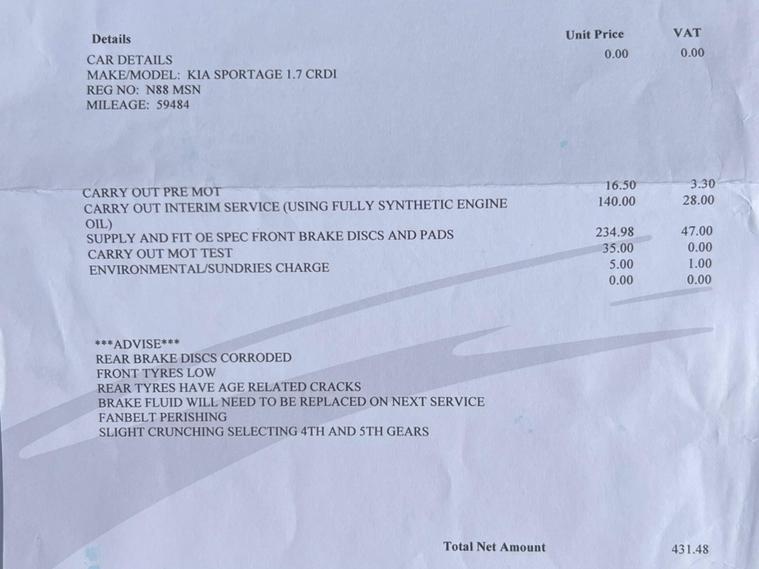 Details Unit Price VAT
CAR DETAILS 0.00 0.00
MAKE/MODEL: KIA SPORTAGE 1.7 CRDI
REG NO: N88 MSN
MILEAGE: 59484
CARRY OUT PRE MOT 16.50 3.30
CARRY OUT INTERIM SERVICE (USING FULLY SYNTHETIC ENGINE 140.00 28.00
OIL)
SUPPLY AND FIT OE SPEC FRONT BRAKE DISCS AND PADS 234.98 47.00
CARRY OUT MOT TEST 35.00 0.00
ENVIRONMENTAL/SUNDRIES CHARGE 5.00 1.00
0.00 0.00
***ADVISE***
REAR BRAKE DISCS CORRODED
FRONT TYRES LOW
REAR TYRES HAVE AGE RELATED CRACKS
BRAKE FLUID WILL NEED TO BE REPLACED ON NEXT SERVICE
FANBELT PERISHING
SLIGHT CRUNCHING SELECTING 4TH AND 5TH GEARS
Total Net Amount 431.48